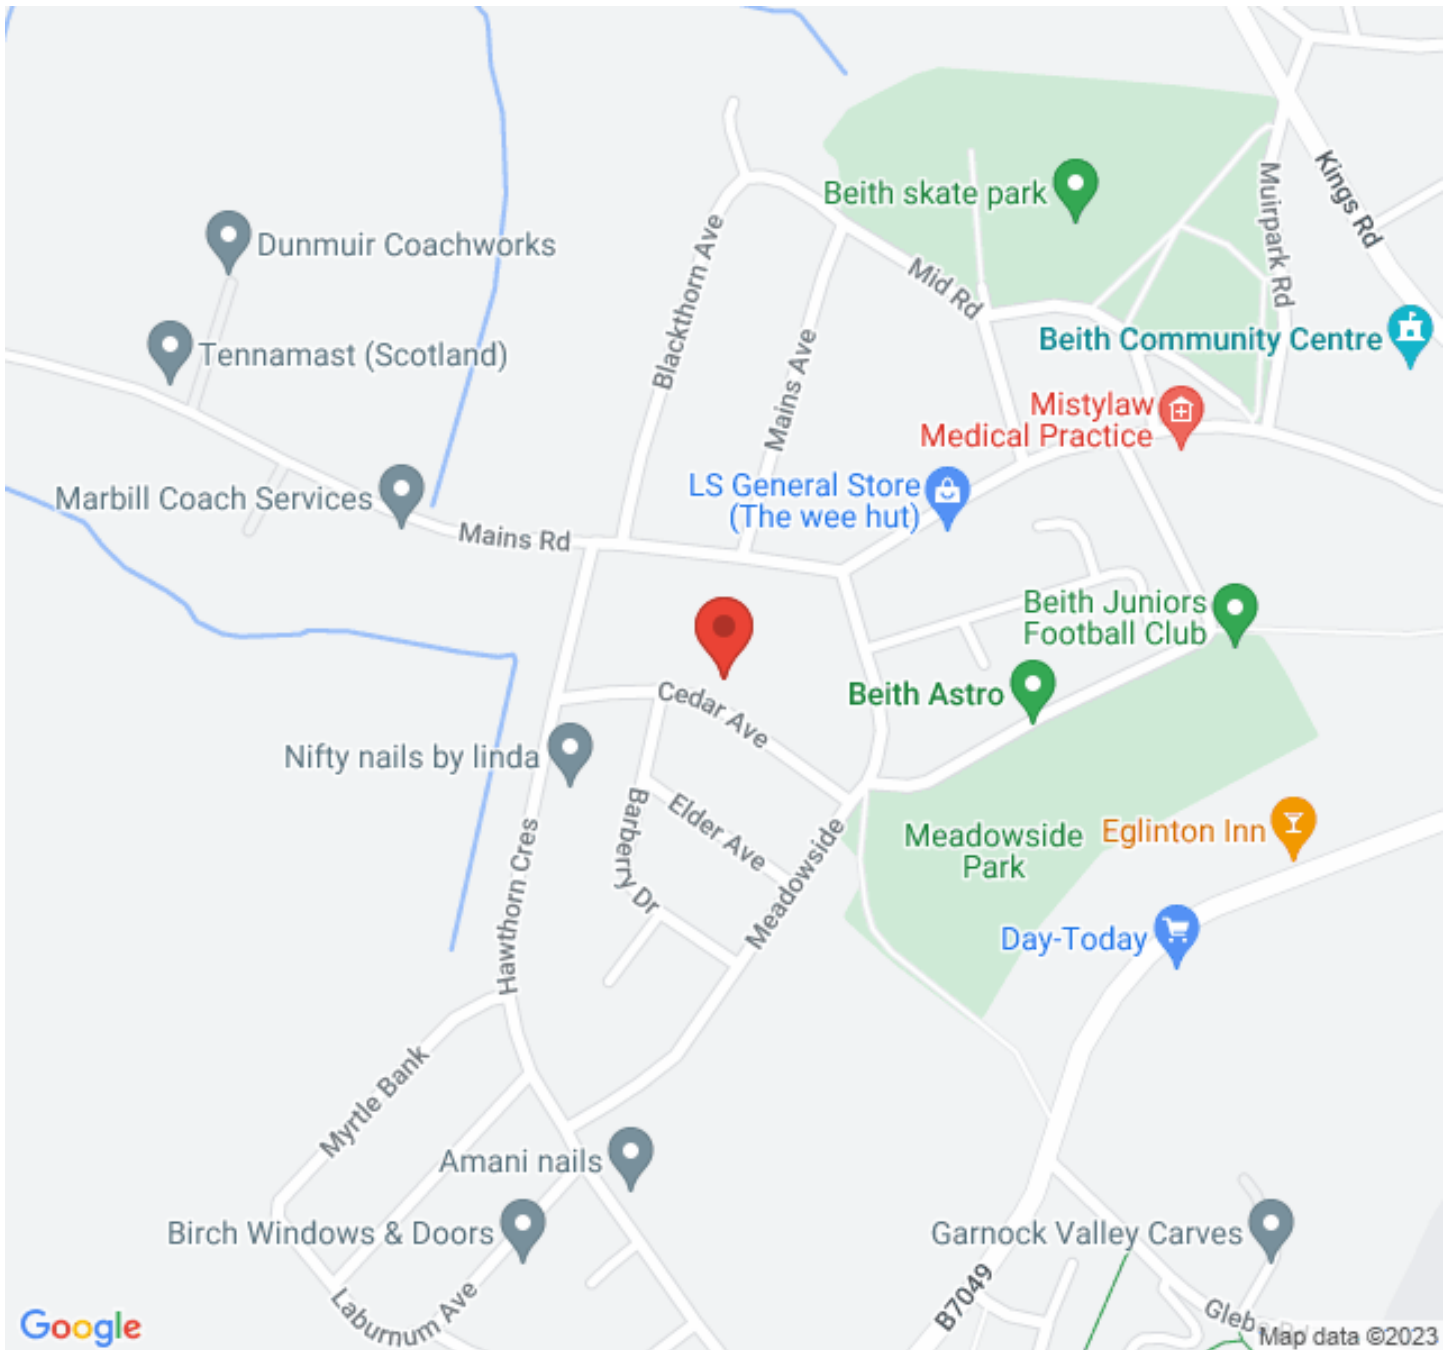 Kings Rd
Muirpark Rd
Beith skate park
Dunmuir Coachworks
Blackthorn Ave
Mid Rd
Tennamast (Scotland)
Beith Community Centre
Mains Ave
Mistylaw
Medical Practice
LS General Store
(The wee hut)
Marbill Coach Services
Mains Rd
Beith Juniors
Football Club
Cedar Ave
Beith Astro
Nifty nails by linda
Barberry Dr
Elder Ave
Meadowside
Meadowside
Park
Eglinton Inn
Hawthorn Cres
Day-Today
Myrtle Bank
Amani nails
Birch Windows & Doors
Garnock Valley Carves
Laburnum Ave
B7049
Glebe Rd
Google
Map data ©2023